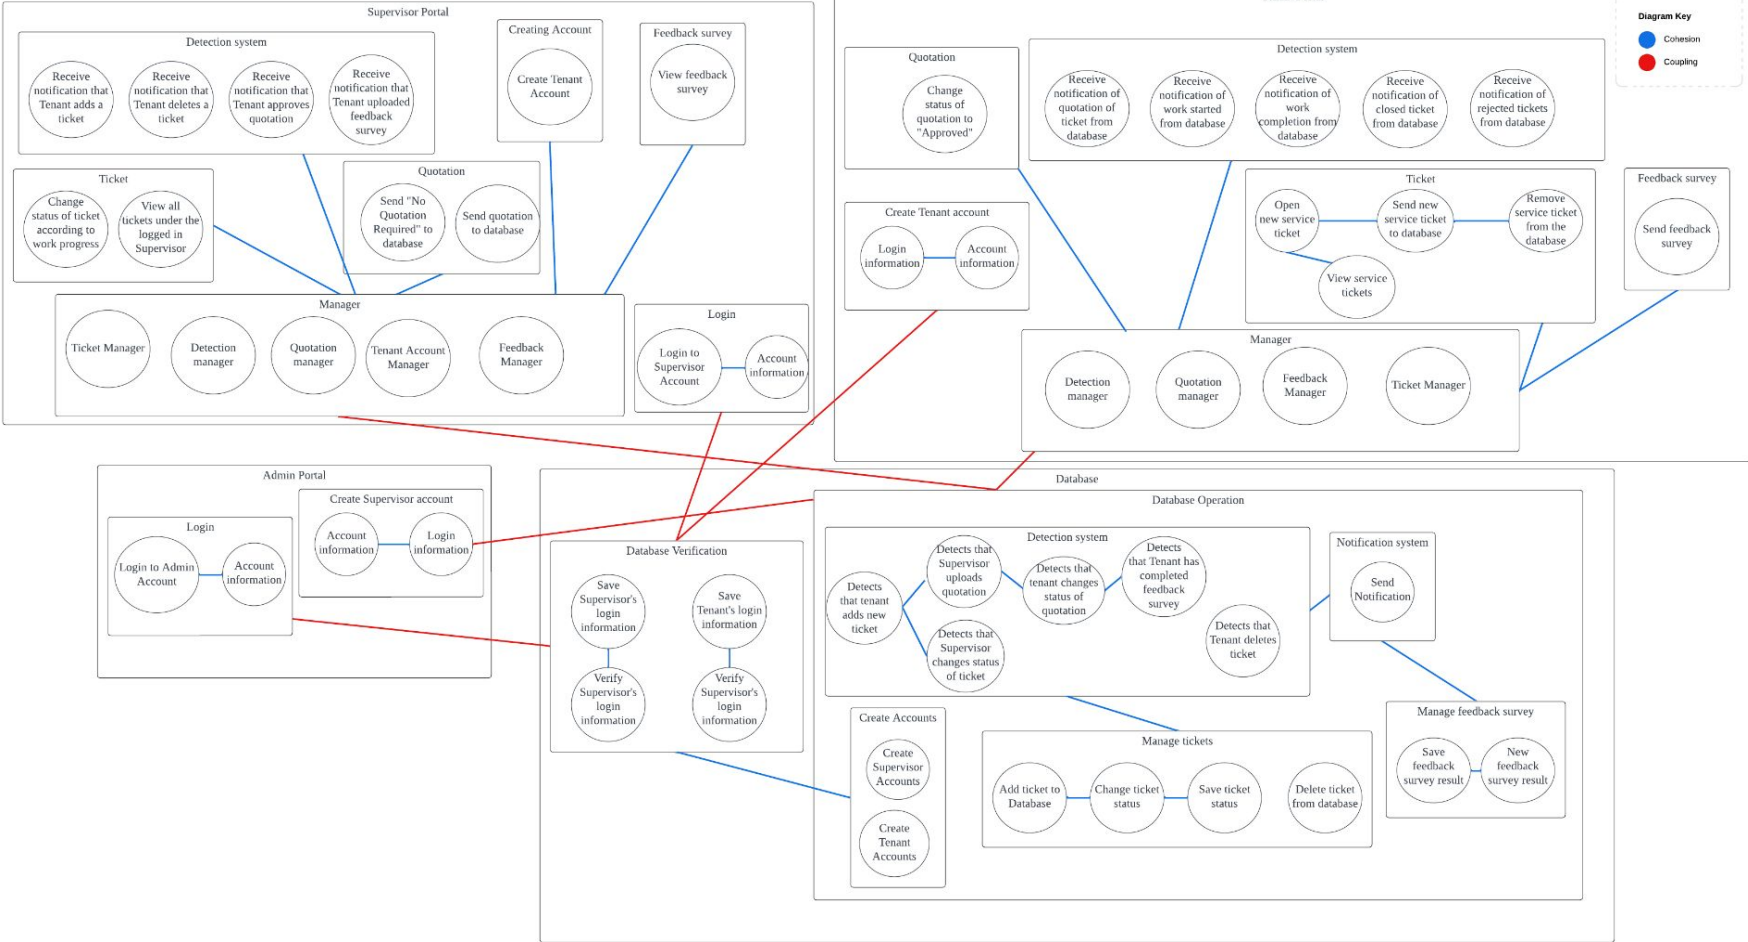 Supervisor Portal
Detection system
Receive
notification that
Tenant adds a
ticket
Receive
notification that
Tenant deletes a
ticket
Receive
notification that
Tenant approves
quotation
Receive
notification that
Tenant uploaded
feedback
survey
Creating Account
Create Tenant
Account
Feedback survey
View feedback
survey
Ticket
Change
status of ticket
according to
work progress
View all
tickets under the
logged in
Supervisor
Quotation
Send "No
Quotation
Required" to
database
Send quotation
to database
Manager
Ticket Manager
Detection
manager
Quotation
manager
Tenant Account
Manager
Feedback
Manager
Login
Login to
Supervisor
Account
Account
information
Quotation
Change
status of
quotation to
"Approved"
Detection system
Receive
notification of
quotation of
ticket from
database
Receive
notification of
work started
from database
Receive
notification of
work
completion from
database
Receive
notification of
closed ticket
from database
Receive
notification of
rejected tickets
from database
Diagram Key
Cohesion
Coupling
Create Tenant account
Login
information
Account
information
Ticket
Open
new service
ticket
Send new
service ticket
to database
Remove
service ticket
from the
database
View service
tickets
Feedback survey
Send feedback
survey
Manager
Detection
manager
Quotation
manager
Feedback
Manager
Ticket Manager
Admin Portal
Login
Login to Admin
Account
Account
information
Create Supervisor account
Account
information
Login
information
Database
Database Verification
Save
Supervisor's
login
information
Save
Tenant's login
information
Verify
Supervisor's
login
information
Verify
Supervisor's
login
information
Database Operation
Detection system
Detects
that tenant
adds new
ticket
Detects that
Supervisor
uploads
quotation
Detects that
Supervisor
changes status
of ticket
Detects that
tenant changes
status of
quotation
Detects
that Tenant has
completed
feedback
survey
Detects that
Tenant deletes
ticket
Notification system
Send
Notification
Create Accounts
Create
Supervisor
Accounts
Create
Tenant
Accounts
Manage tickets
Add ticket to
Database
Change ticket
status
Save ticket
status
Delete ticket
from database
Manage feedback survey
Save
feedback
survey result
New
feedback
survey result